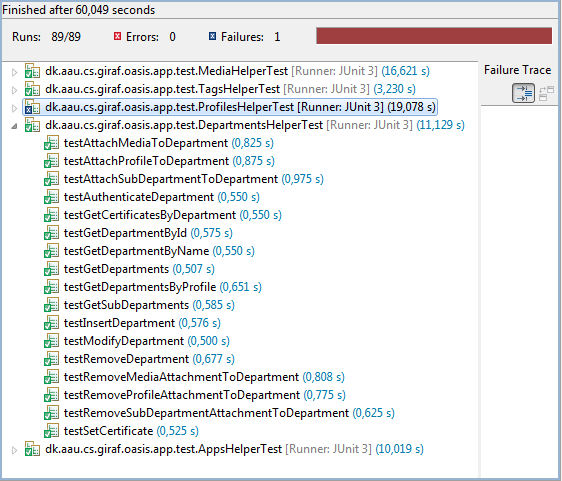 Finished after 60,049 seconds
Runs: 89/89 Errors: 0 Failures: 1
dk.aau.cs.giraf.oasis.app.test.MediaHelperTest [Runner: JUnit 3] (16,621 s)
Failure Trace
dk.aau.cs.giraf.oasis.app.test.TagsHelperTest [Runner: JUnit 3] (3,230 s)
dk.aau.cs.giraf.oasis.app.test.ProfilesHelperTest [Runner: JUnit 3] (19,078 s)
dk.aau.cs.giraf.oasis.app.test.DepartmentsHelperTest [Runner: JUnit 3] (11,129 s)
testAttachMediaToDepartment (0,825 s)
testAttachProfileToDepartment (0,875 s)
testAttachSubDepartmentToDepartment (0,975 s)
testAuthenticateDepartment (0,550 s)
testGetCertificatesByDepartment (0,550 s)
testGetDepartmentById (0,575 s)
testGetDepartmentByName (0,550 s)
testGetDepartments (0,507 s)
testGetDepartmentsByProfile (0,651 s)
testGetSubDepartments (0,585 s)
testInsertDepartment (0,576 s)
testModifyDepartment (0,500 s)
testRemoveDepartment (0,677 s)
testRemoveMediaAttachmentToDepartment (0,808 s)
testRemoveProfileAttachmentToDepartment (0,775 s)
testRemoveSubDepartmentAttachmentToDepartment (0,625 s)
testSetCertificate (0,525 s)
dk.aau.cs.giraf.oasis.app.test.AppsHelperTest [Runner: JUnit 3] (10,019 s)